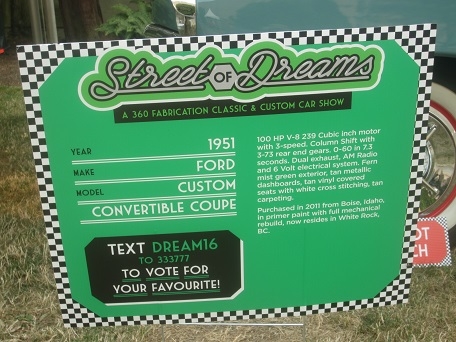 Street OF Dreams
A 360 FABRICATION CLASSIC & CUSTOM CAR SHOW
YEAR 1951
MAKE FORD
MODEL CUSTOM
CONVERTIBLE COUPE
TEXT DREAM16
TO 333777
TO VOTE FOR
YOUR FAVOURITE!
100 HP V-8 239 Cubic inch motor
with 3-speed. Column Shift with
3-73 rear end gears. 0-60 in 7.3
seconds. Dual exhaust, AM Radio
and 6 Volt electrical system. Fern
mist green exterior, tan metallic
dashboards, tan vinyl covered
seats with white cross stitching, tan
carpeting.
Purchased in 2011 from Boise, Idaho,
in primer paint with full mechanical
rebuild, now resides in White Rock,
BC.